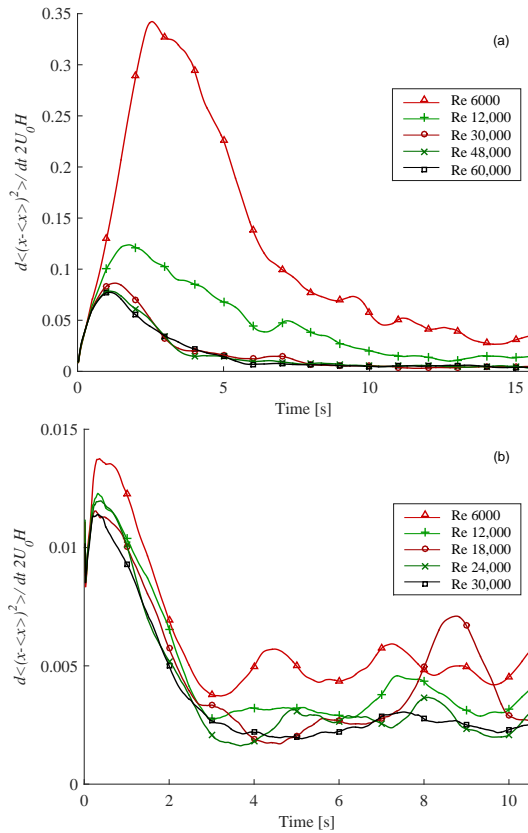 (a)
0.35
0.3
0.25
0.2
0.15
0.1
0.05
0
d<(x-<x>)²>/ dt 2U₀H
Re 6000
Re 12,000
Re 30,000
Re 48,000
Re 60,000
0 5 10 15
Time [s]
(b)
0.015
0.01
0.005
0
d<(x-<x>)²>/ dt 2U₀H
Re 6000
Re 12,000
Re 18,000
Re 24,000
Re 30,000
0 2 4 6 8 10
Time [s]